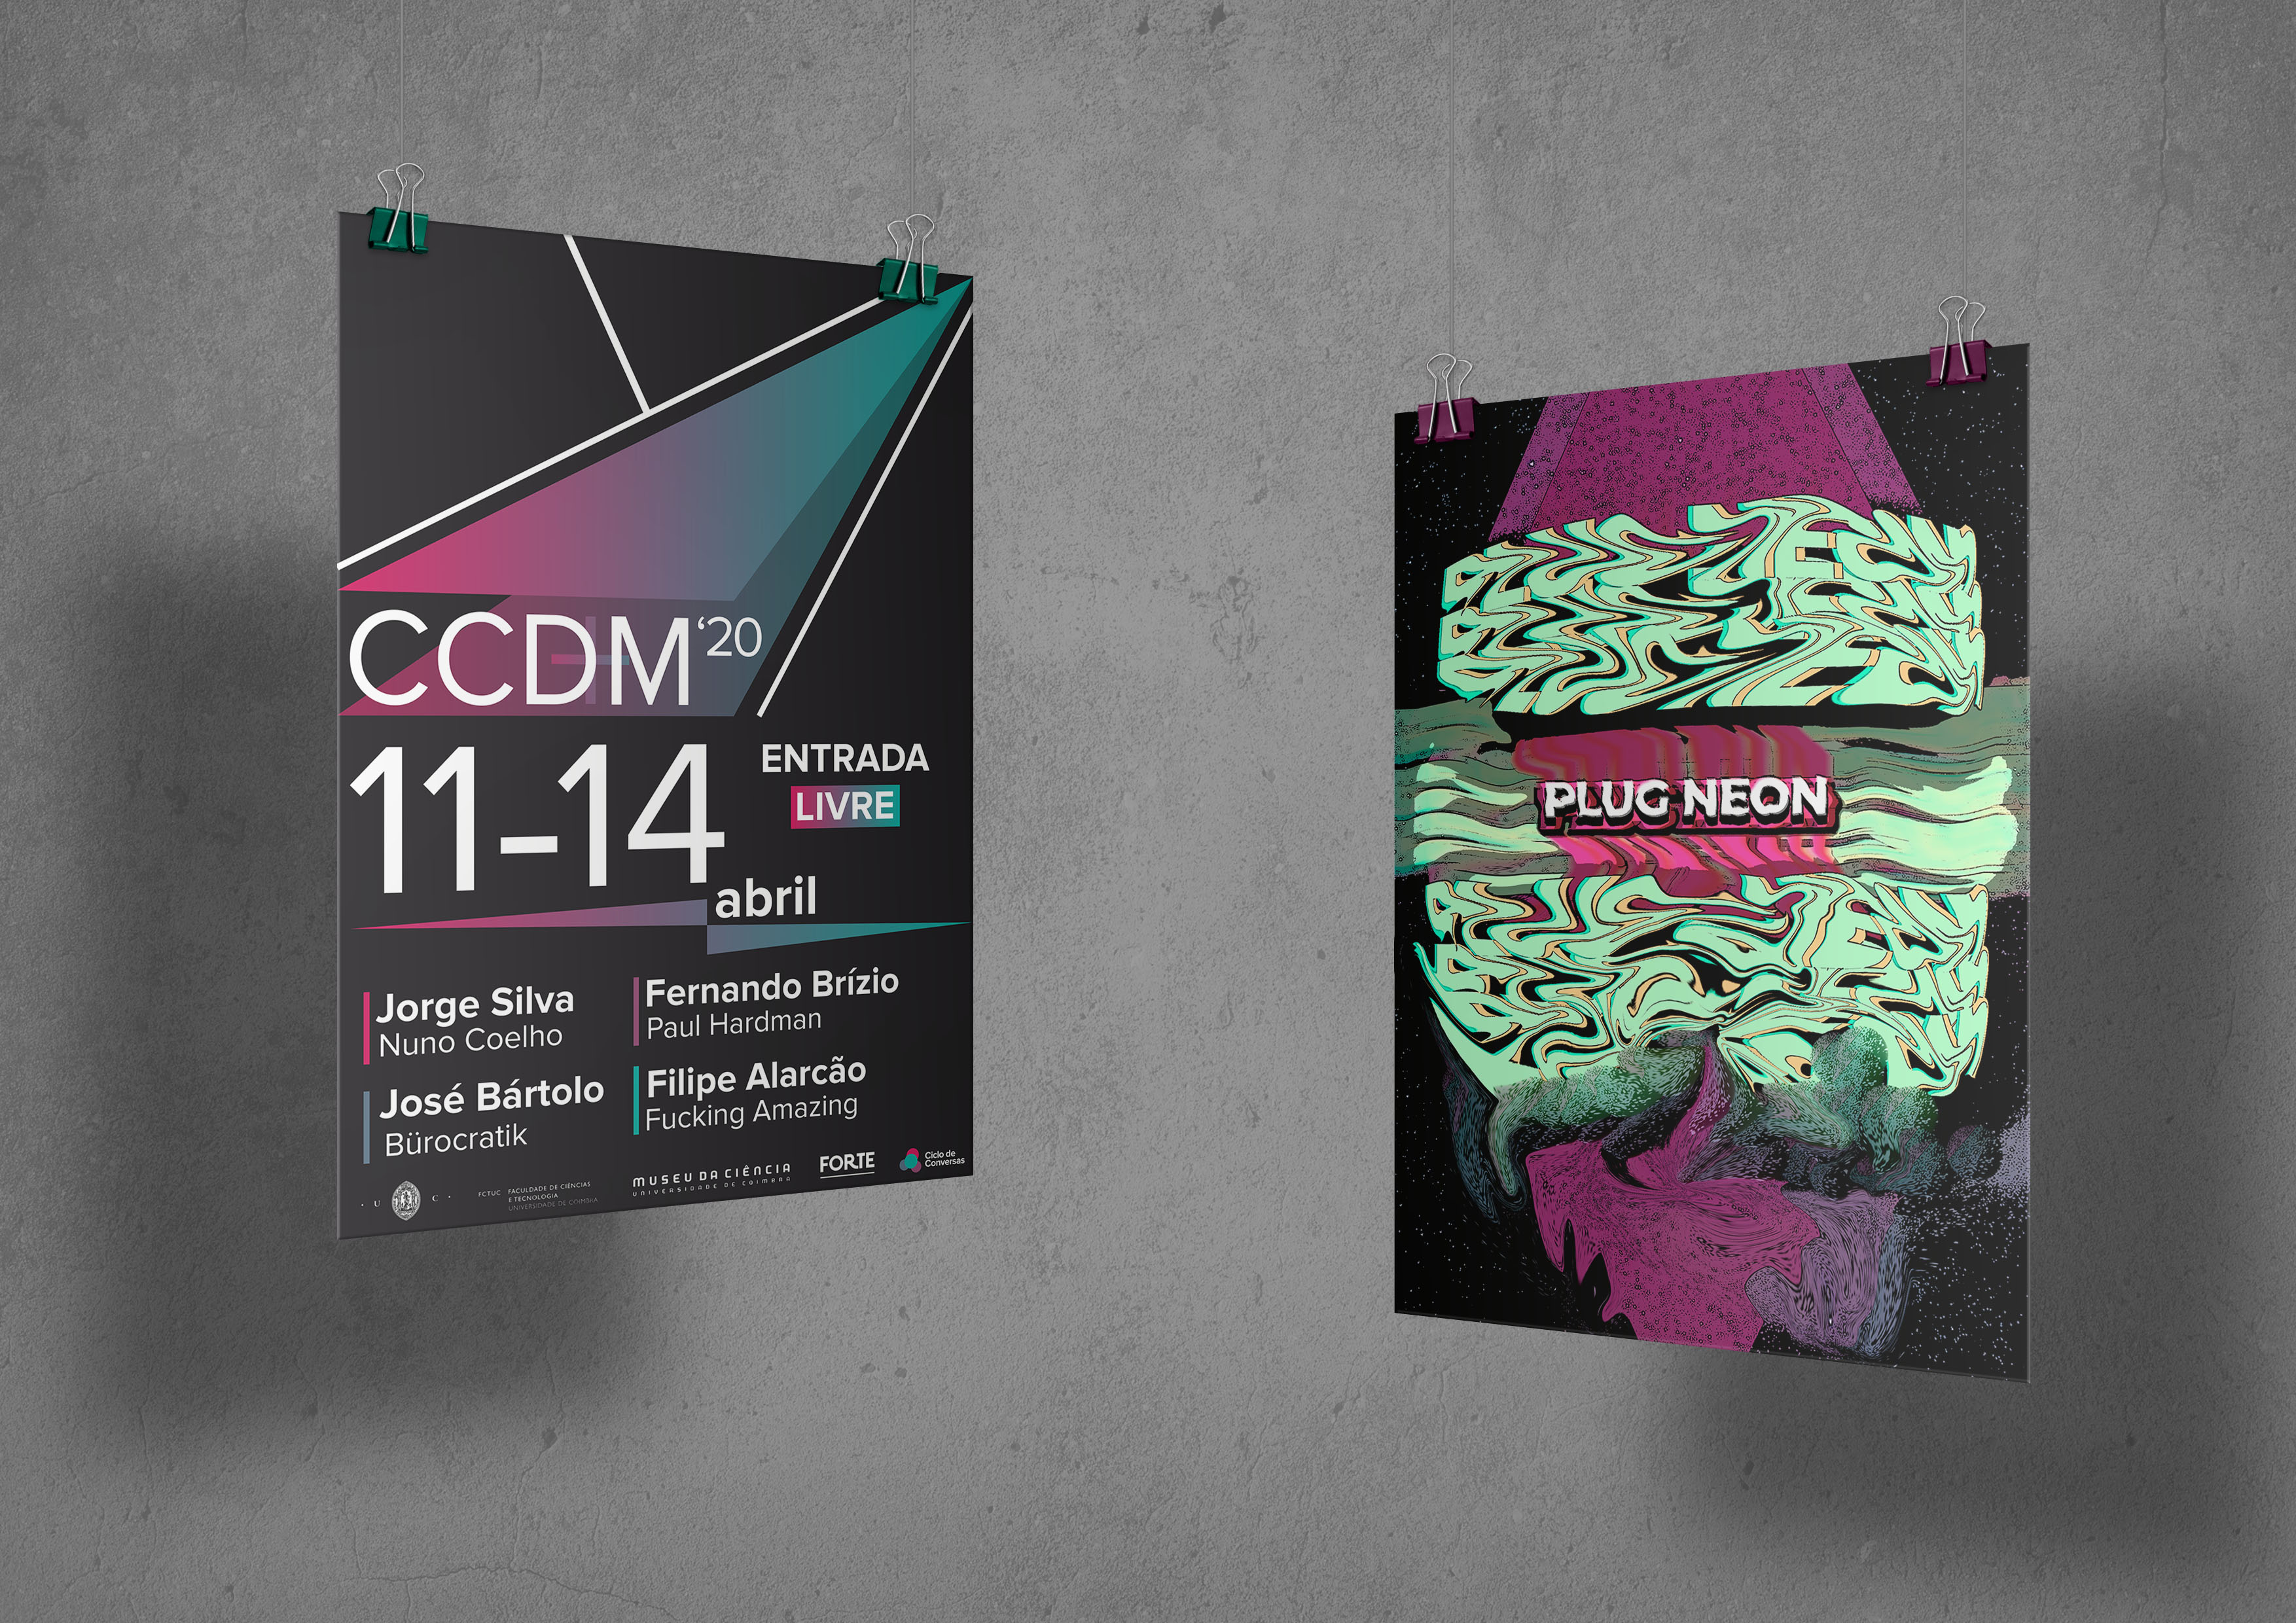 CCDM '20
11-14
abril
ENTRADA
LIVRE
Jorge Silva
Nuno Coelho
José Bártolo
Bürocratik
Fernando Brízio
Paul Hardman
Filipe Alarcão
Fucking Amazing
· U C ·
FCTUC FACULDADE DE CIÊNCIAS
E TECNOLOGIA
UNIVERSIDADE DE COIMBRA
MUSEU DA CIÊNCIA
UNIVERSIDADE DE COIMBRA
FORTE
Ciclo de
Conversas
PLUG NEON